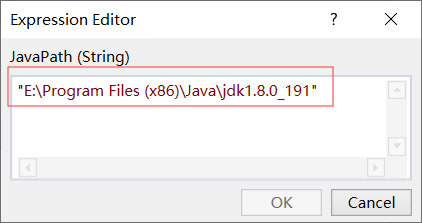 Expression Editor
?
×
JavaPath (String)
"E:\Program Files (x86)\Java\jdk1.8.0_191"
OK
Cancel